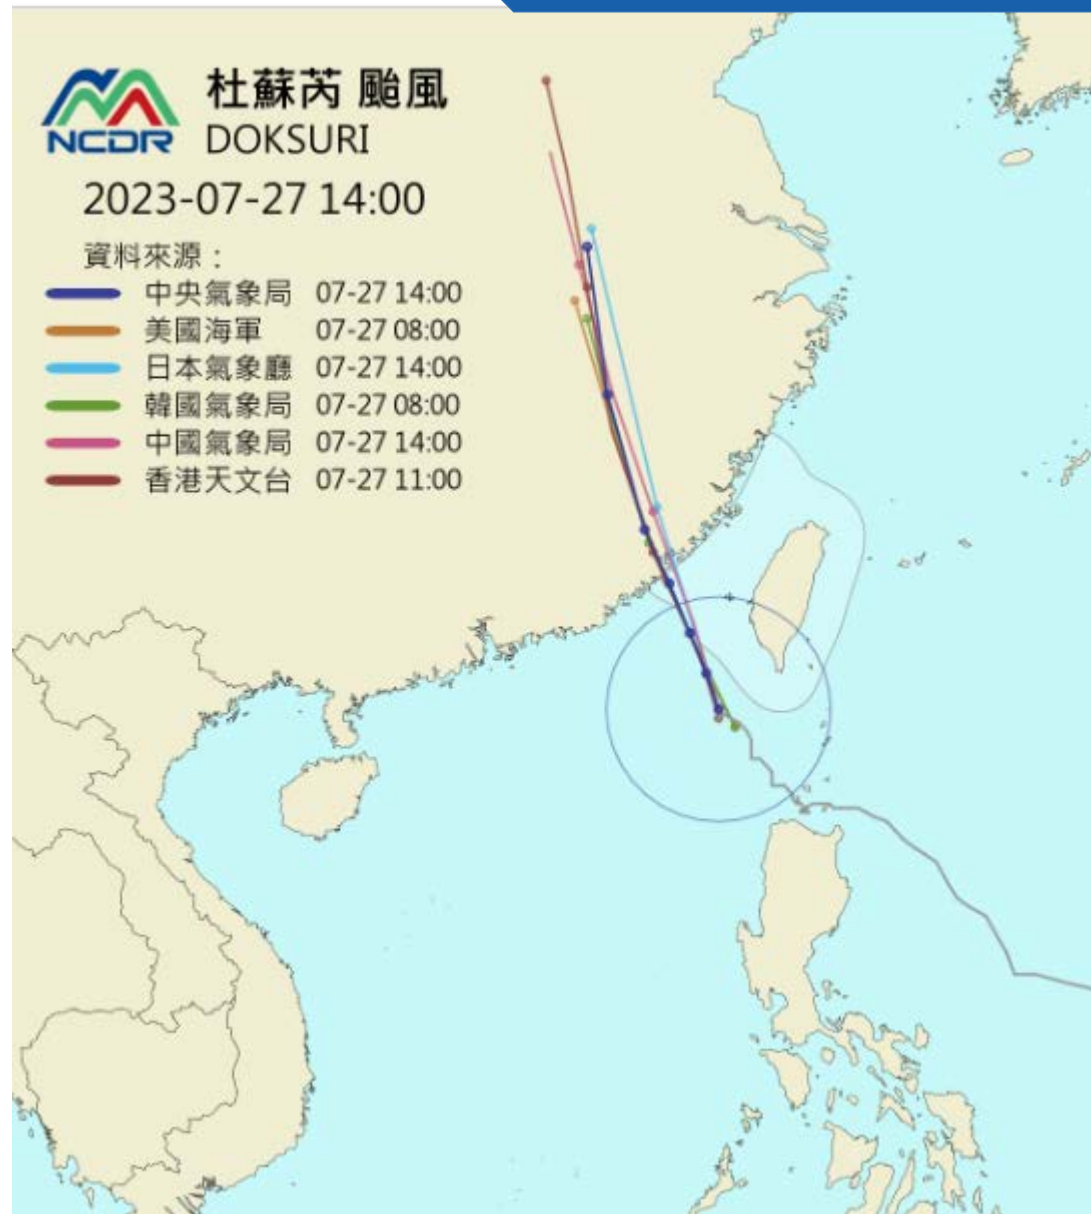 NCDR
杜蘇芮 颱風
DOKSURI
2023-07-27 14:00
資料來源：
中央氣象局 07-27 14:00
美國海軍 07-27 08:00
日本氣象廳 07-27 14:00
韓國氣象局 07-27 08:00
中國氣象局 07-27 14:00
香港天文台 07-27 11:00